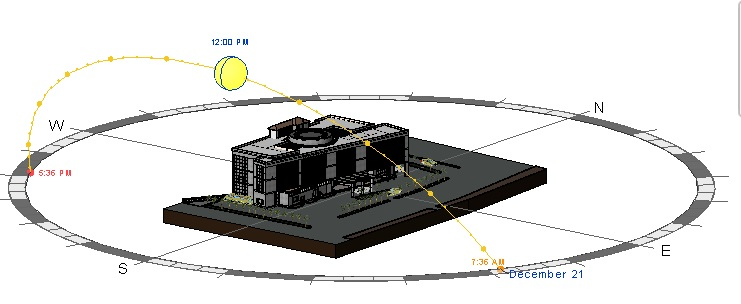 12:00 PM
N
W
5:36 PM
E
S
7:36 AM
December 21